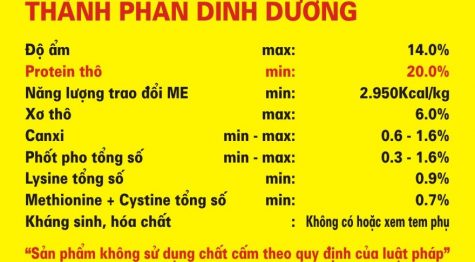 THÀNH PHẦN DINH DƯỠNG
Độ ẩm max: 14.0%
Protein thô min: 20.0%
Năng lượng trao đổi ME min: 2.950Kcal/kg
Xơ thô max: 6.0%
Canxi min - max: 0.6 - 1.6%
Phốt pho tổng số min - max: 0.3 - 1.6%
Lysine tổng số min: 0.9%
Methionine + Cystine tổng số min: 0.7%
Kháng sinh, hóa chất : Không có hoặc xem tem phụ
“Sản phẩm không sử dụng chất cấm theo quy định của luật pháp”